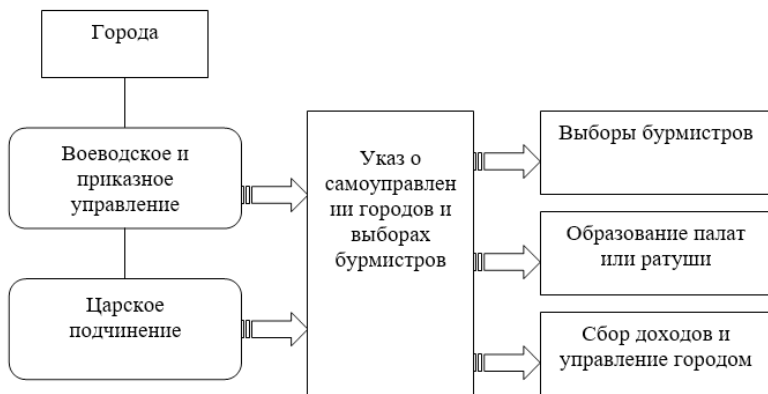 Города
Воеводское и
приказное
управление
Царское
подчинение
Указ о
самоуправлен
ии городов и
выборах
бурмистров
Выборы бурмистров
Образование палат
или ратуши
Сбор доходов и
управление городом